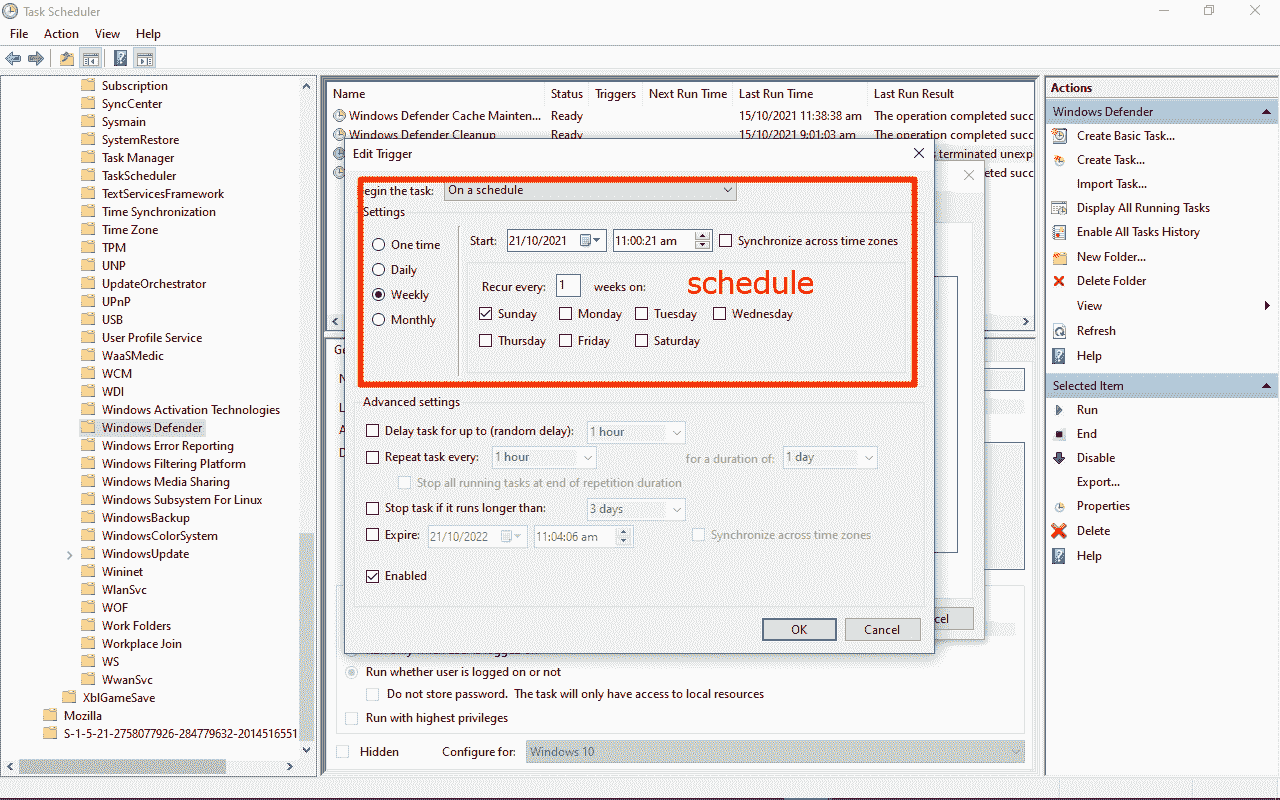 Task Scheduler
File Action View Help
Subscription
SyncCenter
Sysmain
SystemRestore
Task Manager
TaskScheduler
TextServicesFramework
Time Synchronization
Time Zone
TPM
UNP
UpdateOrchestrator
UPnP
USB
User Profile Service
WaaSMedic
WCM
WDI
Windows Activation Technologies
Windows Defender
Windows Error Reporting
Windows Filtering Platform
Windows Media Sharing
Windows Subsystem For Linux
WindowsBackup
WindowsColorSystem
WindowsUpdate
Wininet
WlanSvc
WOF
Work Folders
Workplace Join
WS
WwanSvc
XblGameSave
Mozilla
S-1-5-21-2758077926-284779632-2014516551
Name Status Triggers Next Run Time Last Run Time Last Run Result
Windows Defender Cache Mainten... Ready 15/10/2021 11:38:38 am The operation completed succ
Windows Defender Cleanup Ready 15/10/2021 9:01:03 am The operation completed succ
s terminated unexp
eted succ
Edit Trigger
egin the task: On a schedule
Settings
One time
Daily
Weekly
Monthly
Start: 21/10/2021 11:00:21 am Synchronize across time zones
Recur every: 1 weeks on: schedule
Sunday Monday Tuesday Wednesday
Thursday Friday Saturday
Advanced settings
Delay task for up to (random delay): 1 hour
Repeat task every: 1 hour for a duration of: 1 day
Stop all running tasks at end of repetition duration
Stop task if it runs longer than: 3 days
Expire: 21/10/2022 11:04:06 am Synchronize across time zones
Enabled
OK Cancel
cel
Ge
N
L
A
D
Run whether user is logged on or not
Do not store password. The task will only have access to local resources
Run with highest privileges
Hidden Configure for: Windows 10
Actions
Windows Defender
Create Basic Task...
Create Task...
Import Task...
Display All Running Tasks
Enable All Tasks History
New Folder...
Delete Folder
View
Refresh
Help
Selected Item
Run
End
Disable
Export...
Properties
Delete
Help